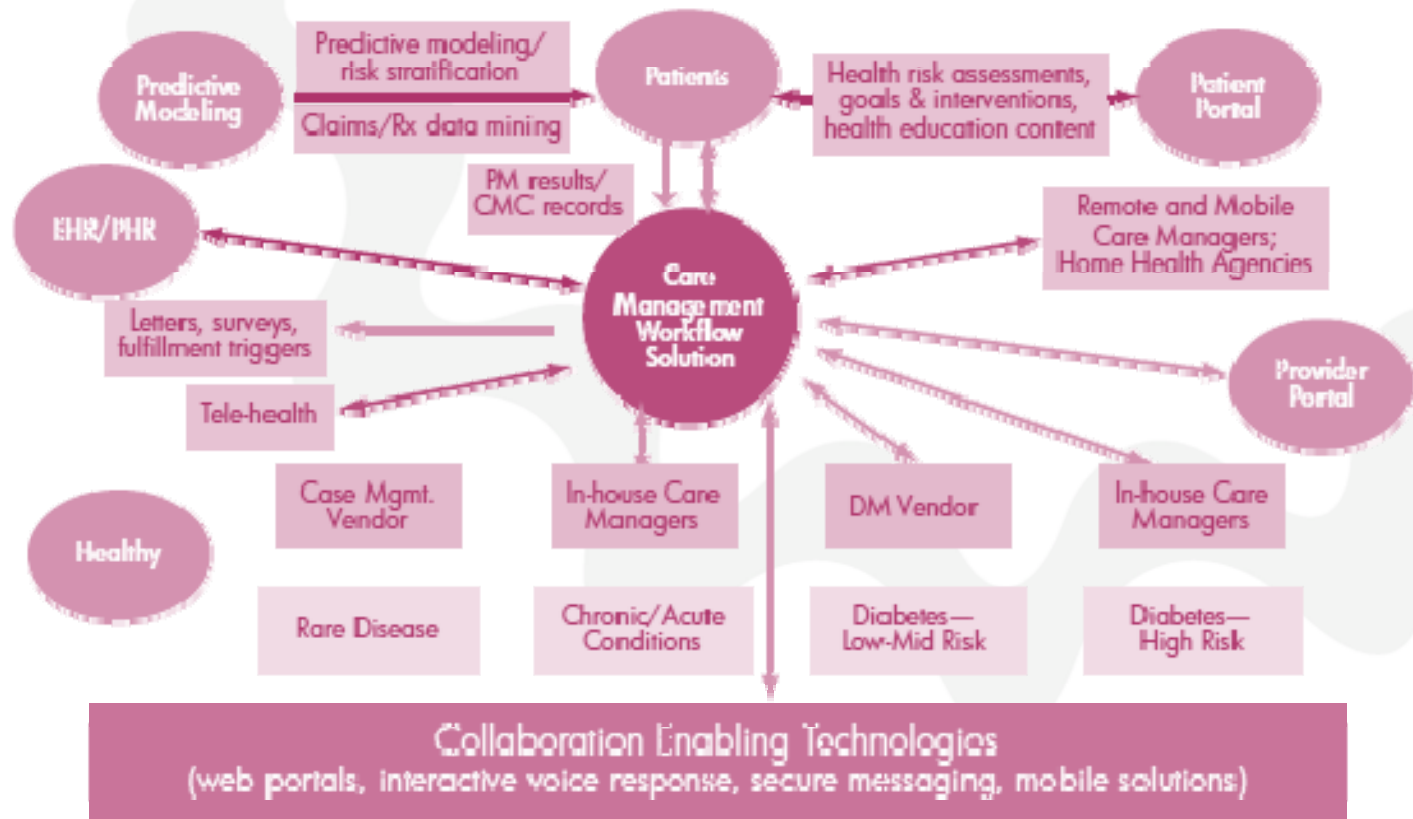 Predictive modeling/
risk stratification
Claims/Rx data mining
Predictive
Modeling
Patients
Health risk assessments,
goals & interventions,
health education content
Patient
Portal
PM results/
CMC records
EHR/PHR
Remote and Mobile
Care Managers;
Home Health Agencies
Care
Management
Workflow
Solution
Letters, surveys,
fulfillment triggers
Provider
Portal
Tele-health
Case Mgmt.
Vendor
In-house Care
Managers
DM Vendor
In-house Care
Managers
Healthy
Rare Disease
Chronic/Acute
Conditions
Diabetes—
Low-Mid Risk
Diabetes—
High Risk
Collaboration Enabling Technologies
(web portals, interactive voice response, secure messaging, mobile solutions)